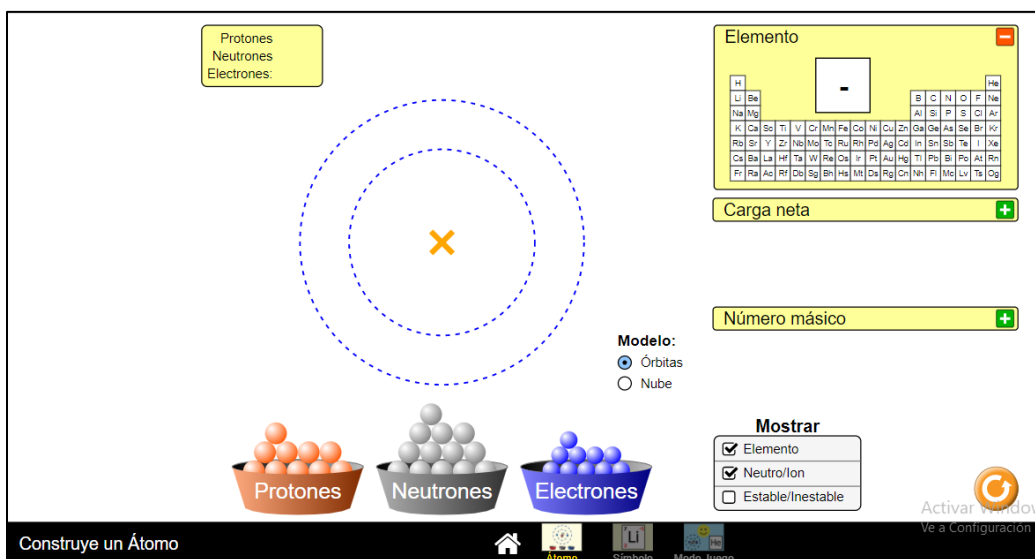 Protones
Neutrones
Electrones:
Elemento
-
H He
Li Be B C N O F Ne
Na Mg Al Si P S Cl Ar
K Ca Sc Ti V Cr Mn Fe Co Ni Cu Zn Ga Ge As Se Br Kr
Rb Sr Y Zr Nb Mo Tc Ru Rh Pd Ag Cd In Sn Sb Te I Xe
Cs Ba La Hf Ta W Re Os Ir Pt Au Hg Tl Pb Bi Po At Rn
Fr Ra Ac Rf Db Sg Bh Hs Mt Ds Rg Cn Nh Fl Mc Lv Ts Og
Carga neta
Número másico
Modelo:
Órbitas
Nube
Protones
Neutrones
Electrones
Mostrar
Elemento
Neutro/Ion
Estable/Inestable
Activar Window
Ve a Configuración
Construye un Átomo
Átomo
Li
Símbolo
He
Modo Juego